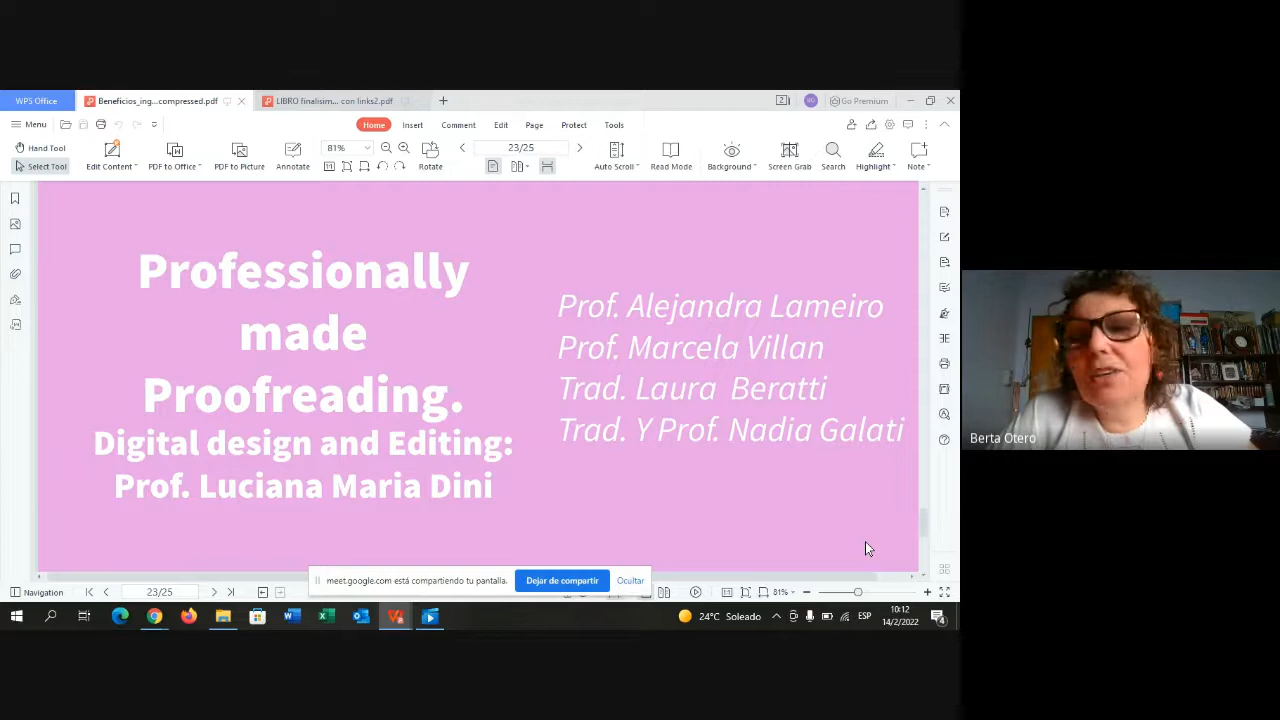 WPS Office
Beneficios_ing...compressed.pdf
LIBRO finalisim... con links2.pdf
Go Premium
Menu
Home
Insert
Comment
Edit
Page
Protect
Tools
Hand Tool
Select Tool
Edit Content
PDF to Office
PDF to Picture
Annotate
81%
Rotate
23/25
Auto Scroll
Read Mode
Background
Screen Grab
Search
Highlight
Note
Professionally
made
Proofreading.
Digital design and Editing:
Prof. Luciana Maria Dini
Prof. Alejandra Lameiro
Prof. Marcela Villan
Trad. Laura Beratti
Trad. Y Prof. Nadia Galati
Berta Otero
meet.google.com está compartiendo tu pantalla.
Dejar de compartir
Ocultar
Navigation
23/25
81%
24°C Soleado
ESP
10:12
14/2/2022